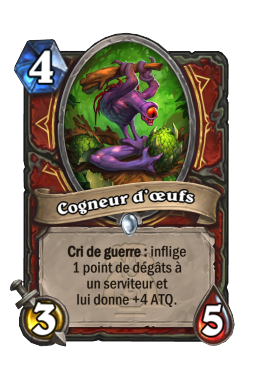 4
Cogneur d'œufs
Cri de guerre : inflige
1 point de dégâts à
un serviteur et
lui donne +4 ATQ.
3
5